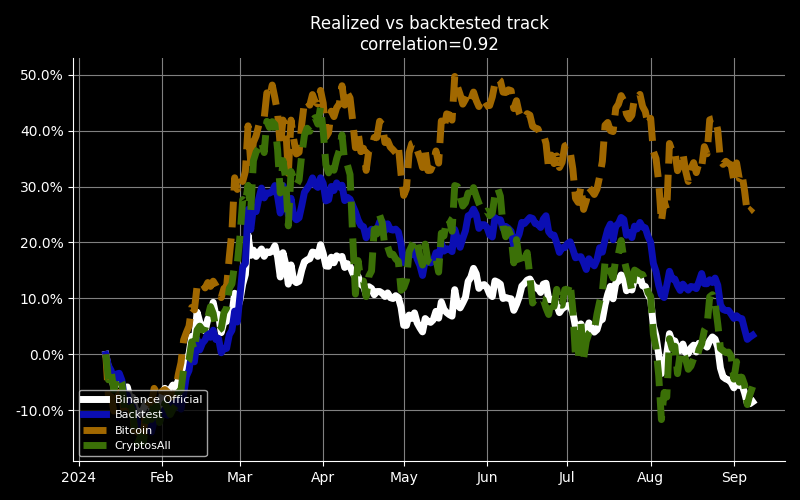 Realized vs backtested track
correlation=0.92
50.0%
40.0%
30.0%
20.0%
10.0%
0.0%
-10.0%
Binance Official
Backtest
Bitcoin
CryptosAll
2024 Feb Mar Apr May Jun Jul Aug Sep